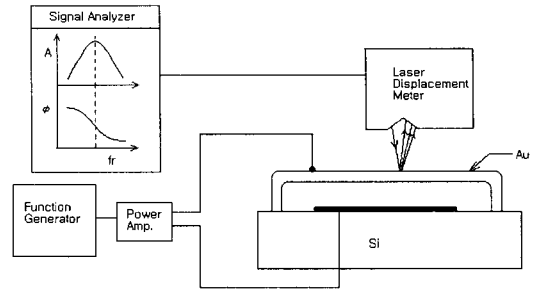 Signal Analyzer
A
ø
fr
Laser
Displacement
Meter
Au
Function
Generator
Power
Amp.
Si